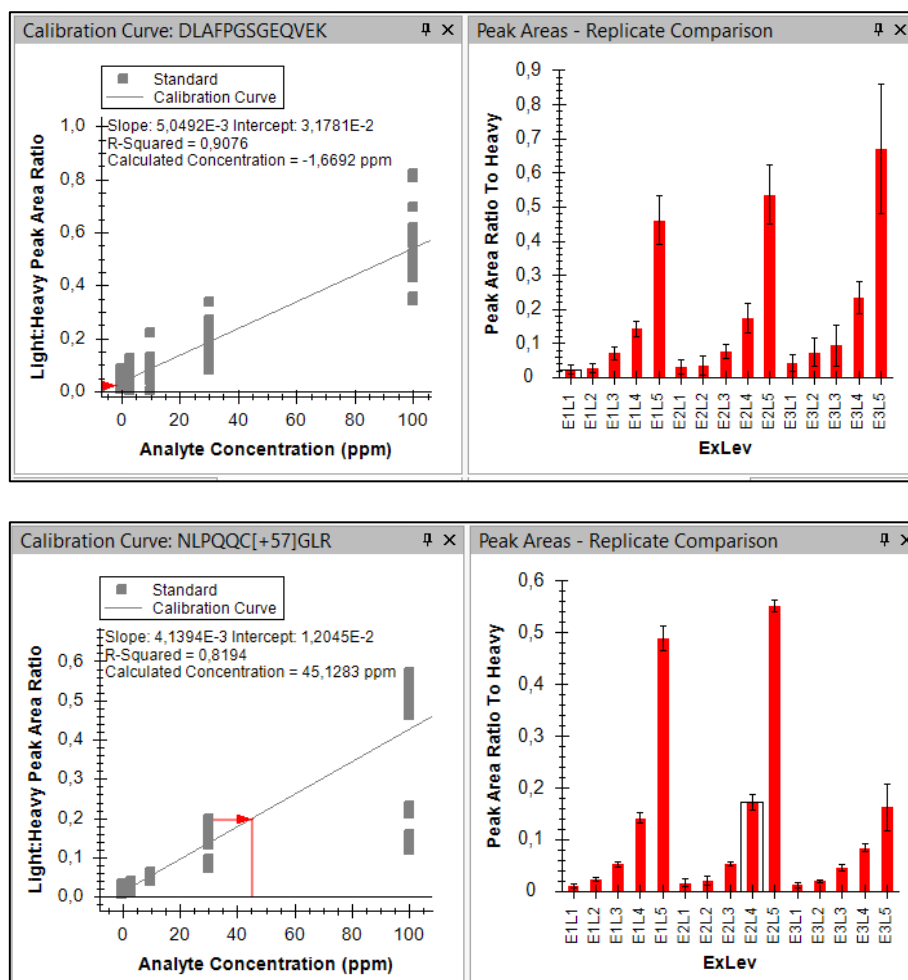 Calibration Curve: DLAFPGSGEQVEK
Standard
Calibration Curve
Slope: 5,0492E-3 Intercept: 3,1781E-2
R-Squared = 0,9076
Calculated Concentration = -1,6692 ppm
Light:Heavy Peak Area Ratio
1,0
0,8
0,6
0,4
0,2
0,0
0 20 40 60 80 100
Analyte Concentration (ppm)
Peak Areas - Replicate Comparison
Peak Area Ratio To Heavy
0,9
0,8
0,7
0,6
0,5
0,4
0,3
0,2
0,1
0
E1L1 E1L2 E1L3 E1L4 E1L5 E2L1 E2L2 E2L3 E2L4 E2L5 E3L1 E3L2 E3L3 E3L4 E3L5
ExLev
Calibration Curve: NLPQQC[+57]GLR
Standard
Calibration Curve
Slope: 4,1394E-3 Intercept: 1,2045E-2
R-Squared = 0,8194
Calculated Concentration = 45,1283 ppm
Light:Heavy Peak Area Ratio
0,6
0,5
0,4
0,3
0,2
0,1
0,0
0 20 40 60 80 100
Analyte Concentration (ppm)
Peak Areas - Replicate Comparison
Peak Area Ratio To Heavy
0,6
0,5
0,4
0,3
0,2
0,1
0
E1L1 E1L2 E1L3 E1L4 E1L5 E2L1 E2L2 E2L3 E2L4 E2L5 E3L1 E3L2 E3L3 E3L4 E3L5
ExLev